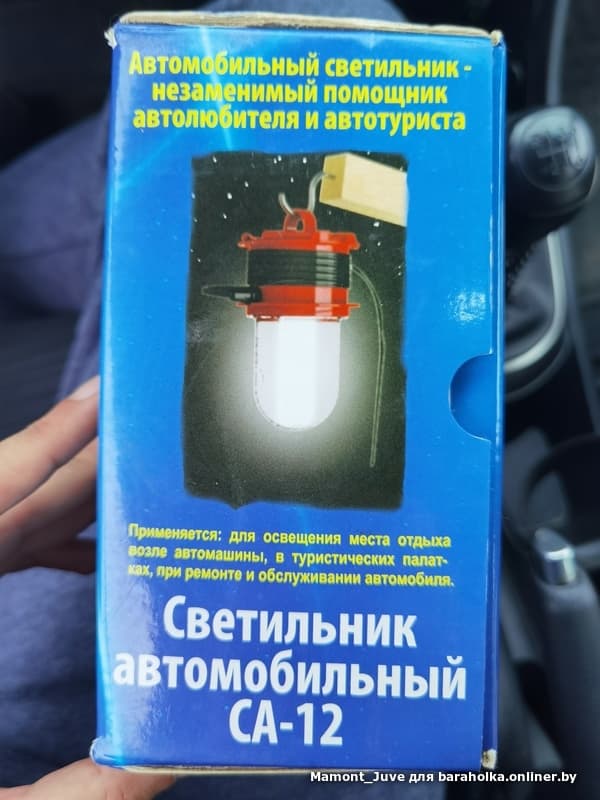 Автомобильный светильник -
незаменимый помощник
автолюбителя и автотуриста
Применяется: для освещения места отдыха
возле автомашины, в туристических палат-
ках, при ремонте и обслуживании автомобиля.
Светильник
автомобильный
СА-12
Mamont_Juve для baraholka.onliner.by